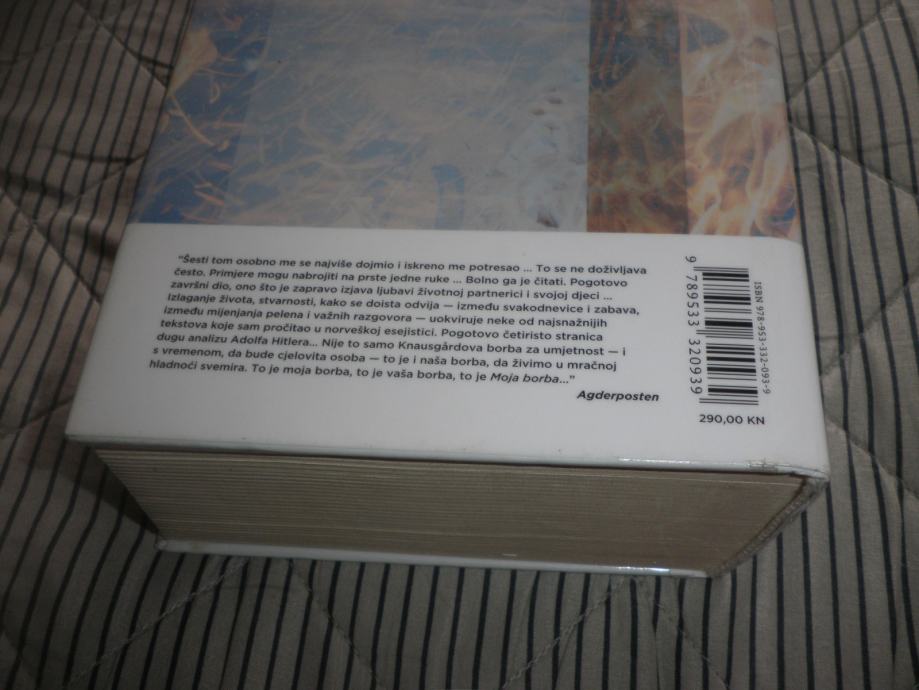 "Šesti tom osobno me se najviše dojmio i iskreno me potresao ... To se ne doživljava
često. Primjere mogu nabrojiti na prste jedne ruke ... Bolno ga je čitati. Pogotovo
završni dio, ono što je zapravo izjava ljubavi životnoj partnerici i svojoj djeci ...
Izlaganje života, stvarnosti, kako se doista odvija — između svakodnevice i zabava,
između mijenjanja pelena i važnih razgovora — uokviruje neke od najsnažnijih
tekstova koje sam pročitao u norveškoj esejistici. Pogotovo četiristo stranica
dugu analizu Adolfa Hitlera... Nije to samo Knausgårdova borba za umjetnost — i
s vremenom, da bude cjelovita osoba — to je i naša borba, da živimo u mračnoj
hladnoći svemira. To je moja borba, to je vaša borba, to je Moja borba..."
Agderposten
ISBN 978-953-332-093-9
9 789533 320939
290,00 KN